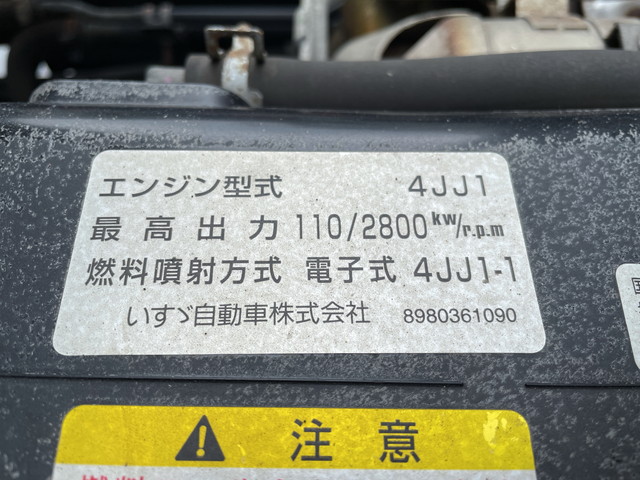 エンジン型式 4JJ1
最高出力 110/2800kW/r.p.m
燃料噴射方式 電子式 4JJ1-1
いすゞ自動車株式会社 8980361090
注意